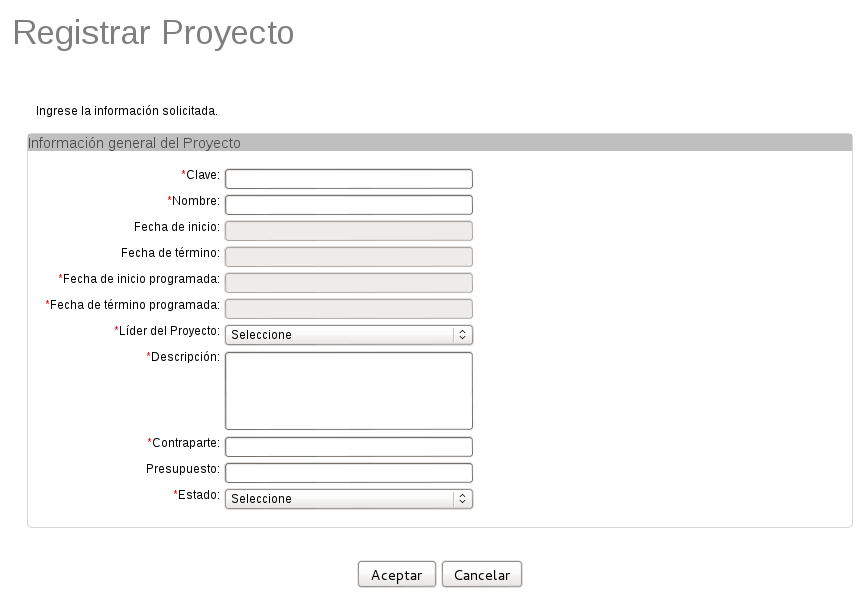 Registrar Proyecto
Ingrese la información solicitada.
Información general del Proyecto
*Clave:
*Nombre:
Fecha de inicio:
Fecha de término:
*Fecha de inicio programada:
*Fecha de término programada:
*Líder del Proyecto: Seleccione
*Descripción:
*Contraparte:
Presupuesto:
*Estado: Seleccione
Aceptar Cancelar